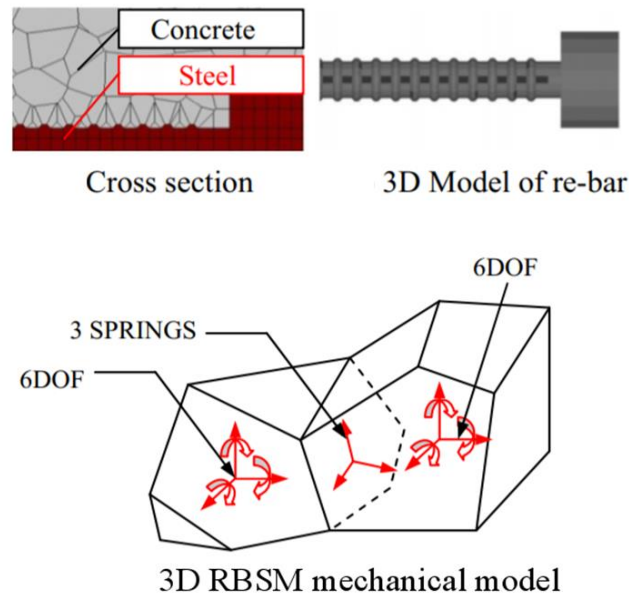 Concrete
Steel
Cross section
3D Model of re-bar
6DOF
3 SPRINGS
6DOF
3D RBSM mechanical model